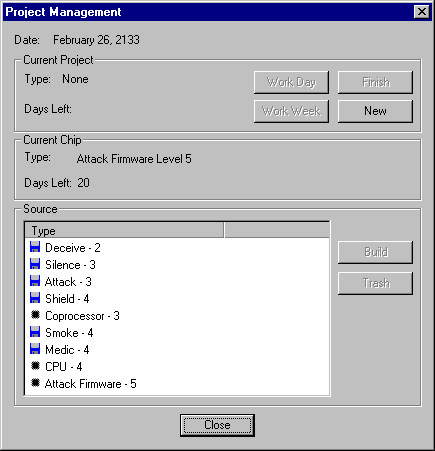 Project Management
Date: February 26, 2133
Current Project
Type: None
Work Day
Finish
Days Left:
Work Week
New
Current Chip
Type: Attack Firmware Level 5
Days Left: 20
Source
Type
Deceive - 2
Silence - 3
Attack - 3
Shield - 4
Coprocessor - 3
Smoke - 4
Medic - 4
CPU - 4
Attack Firmware - 5
Build
Trash
Close